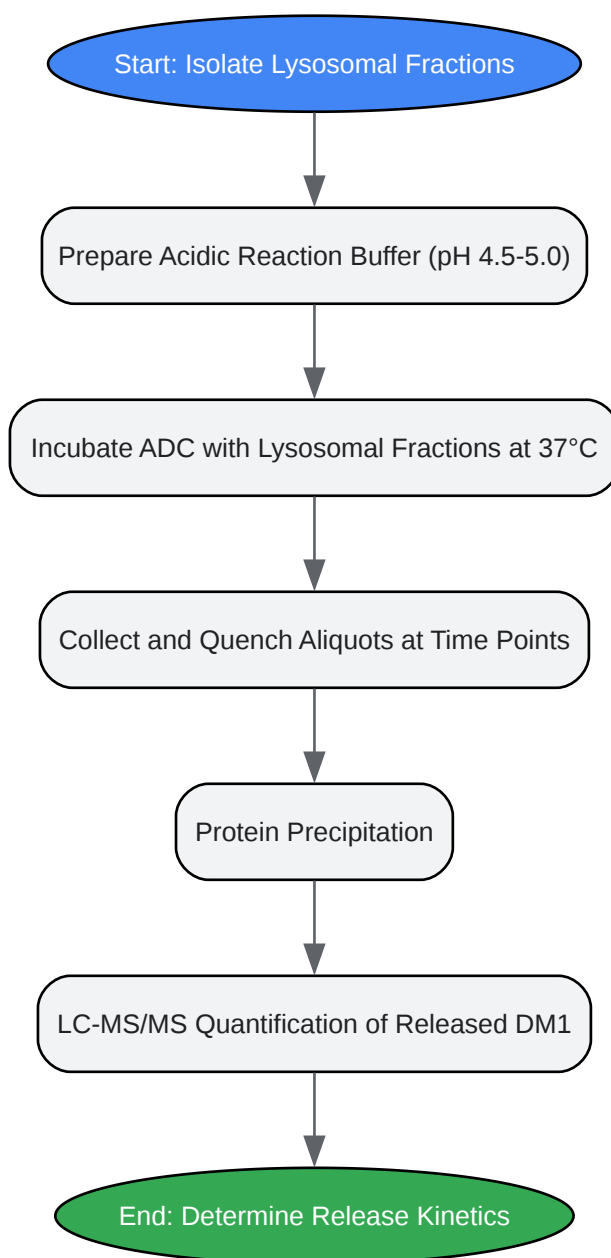 Start: Isolate Lysosomal Fractions
Prepare Acidic Reaction Buffer (pH 4.5-5.0)
Incubate ADC with Lysosomal Fractions at 37°C
Collect and Quench Aliquots at Time Points
Protein Precipitation
LC-MS/MS Quantification of Released DM1
End: Determine Release Kinetics